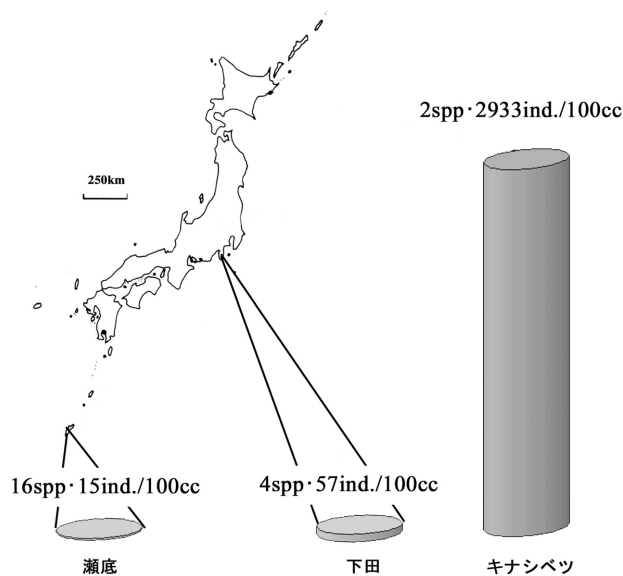 2spp・2933ind./100cc
250km
16spp・15ind./100cc
4spp・57ind./100cc
瀬底
下田
キナシベツ